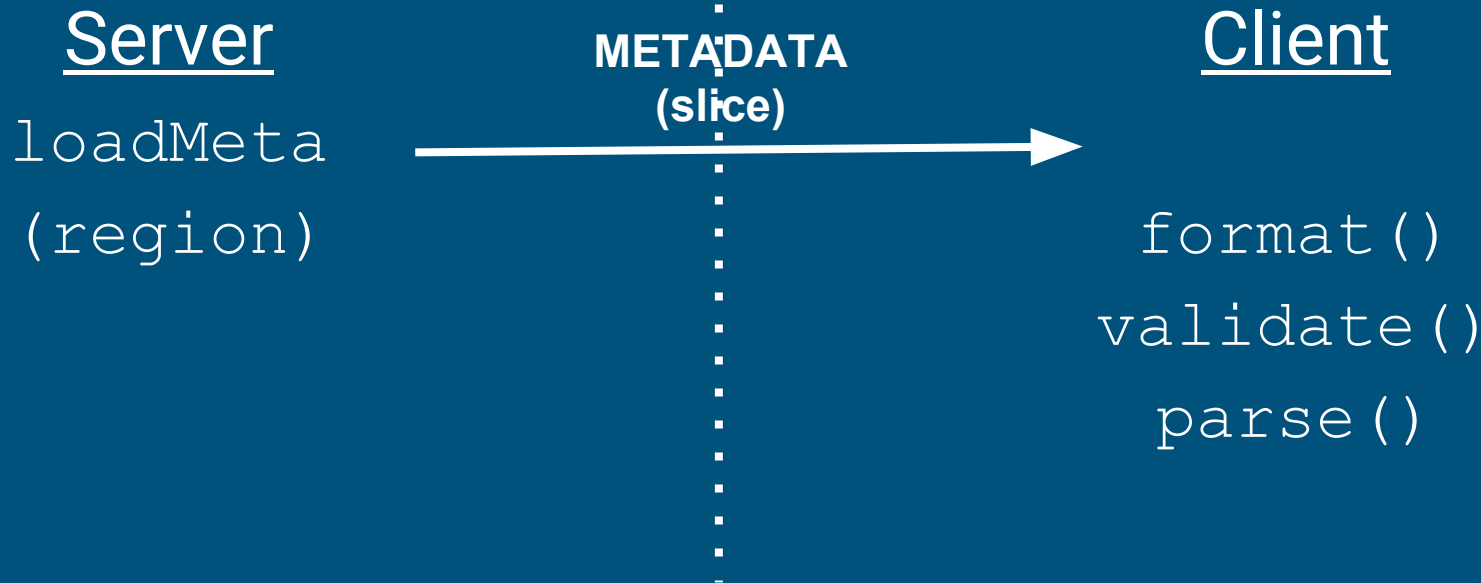 Server
loadMeta
(region)
METADATA
(slice)
Client
format()
validate()
parse()